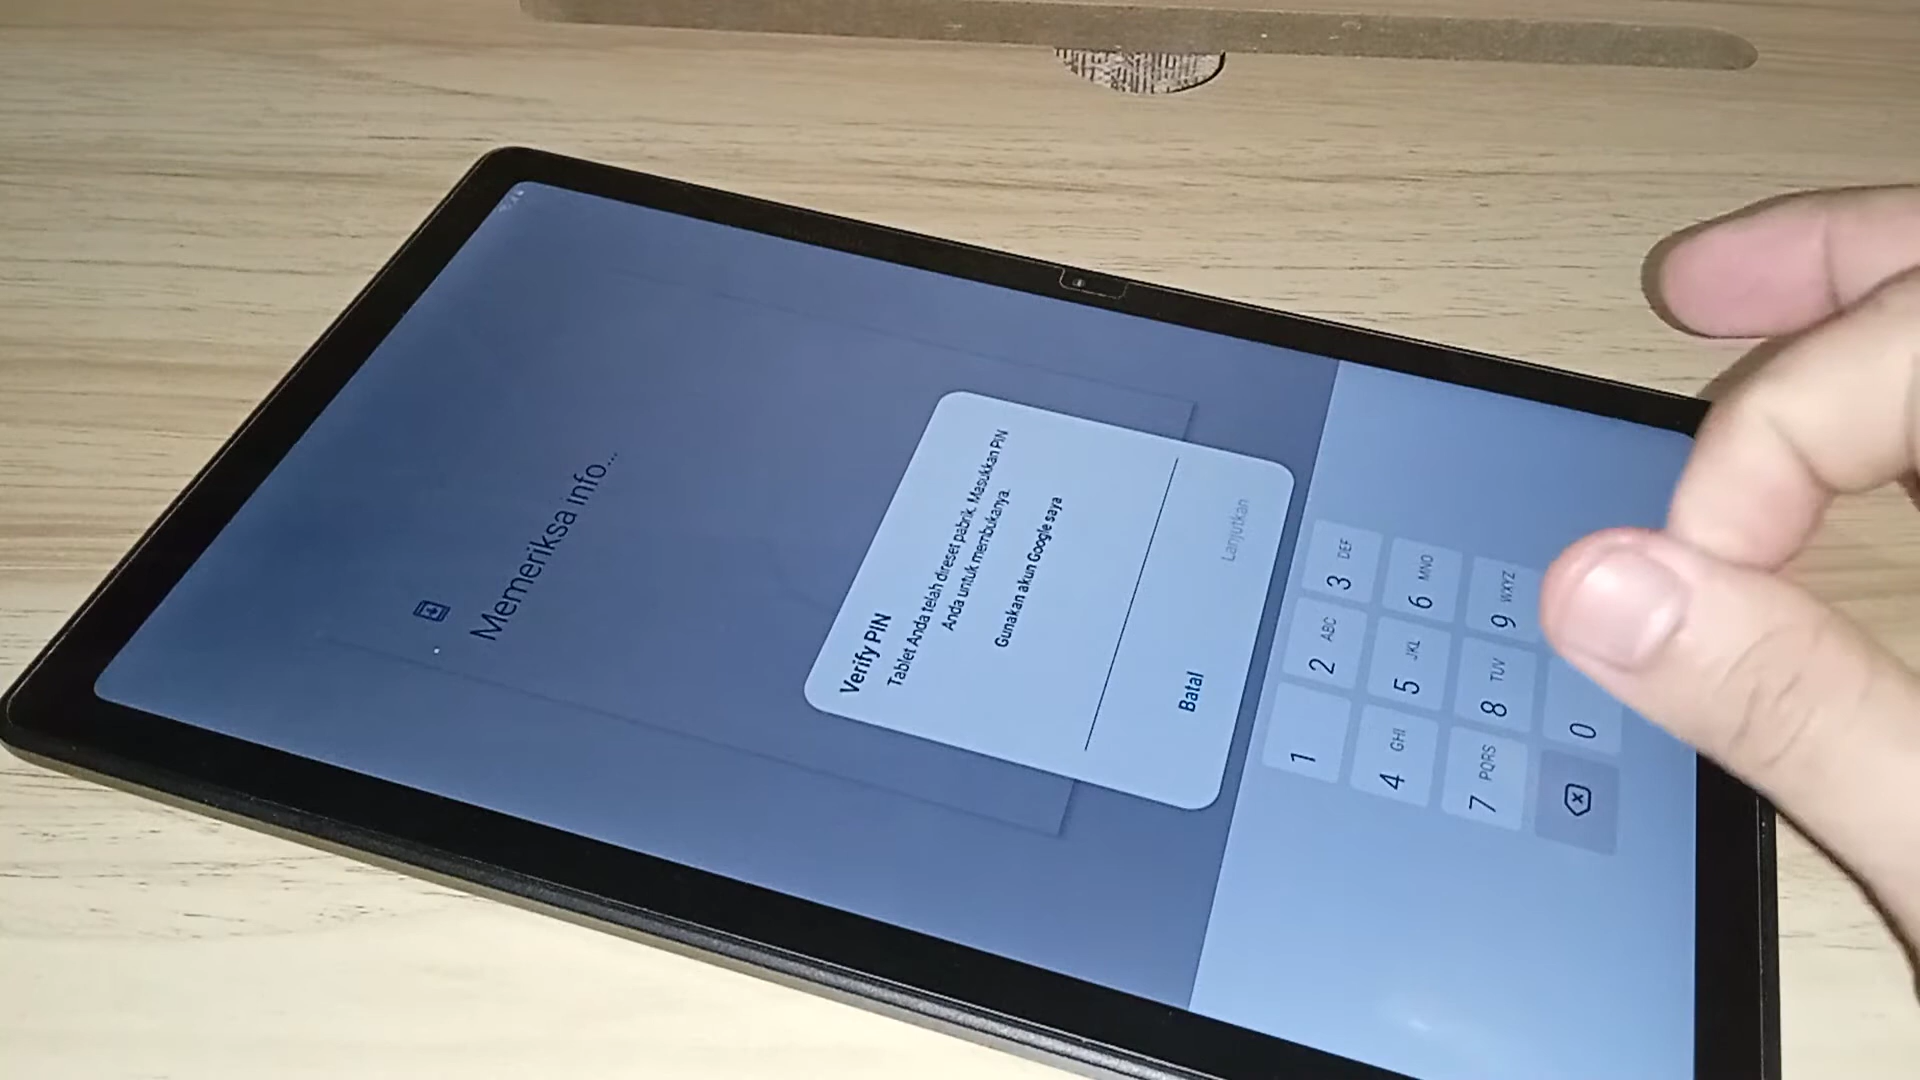 Memeriksa info...
Verify PIN
Tablet Anda telah direset pabrik. Masukkan PIN
Anda untuk membukanya.
Gunakan akun Google saya
Batal
Lanjutkan
1
2 ABC
3 DEF
4 GHI
5 JKL
6 MNO
7 PQRS
8 TUV
9 WXYZ
0